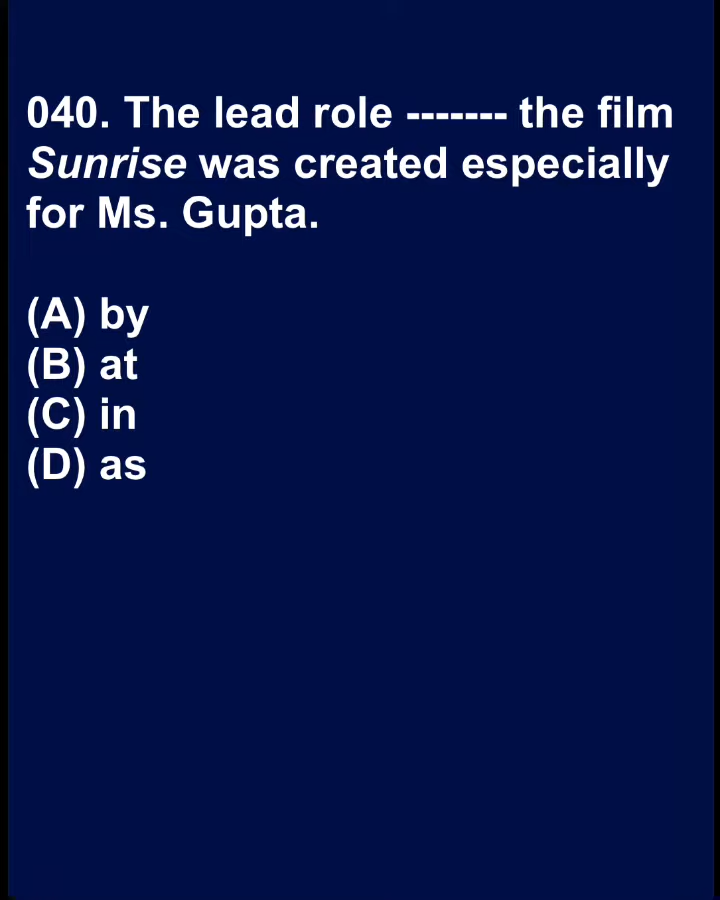 040. The lead role ------- the film
Sunrise was created especially
for Ms. Gupta.
(A) by
(B) at
(C) in
(D) as